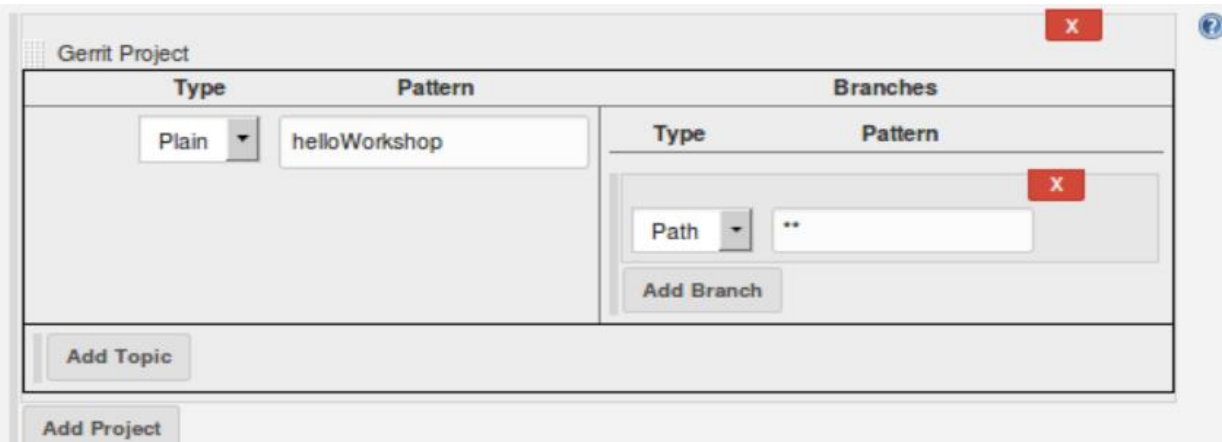 X
Gerrit Project
Type Pattern Branches
Plain helloWorkshop
Type Pattern
X
Path **
Add Branch
Add Topic
Add Project